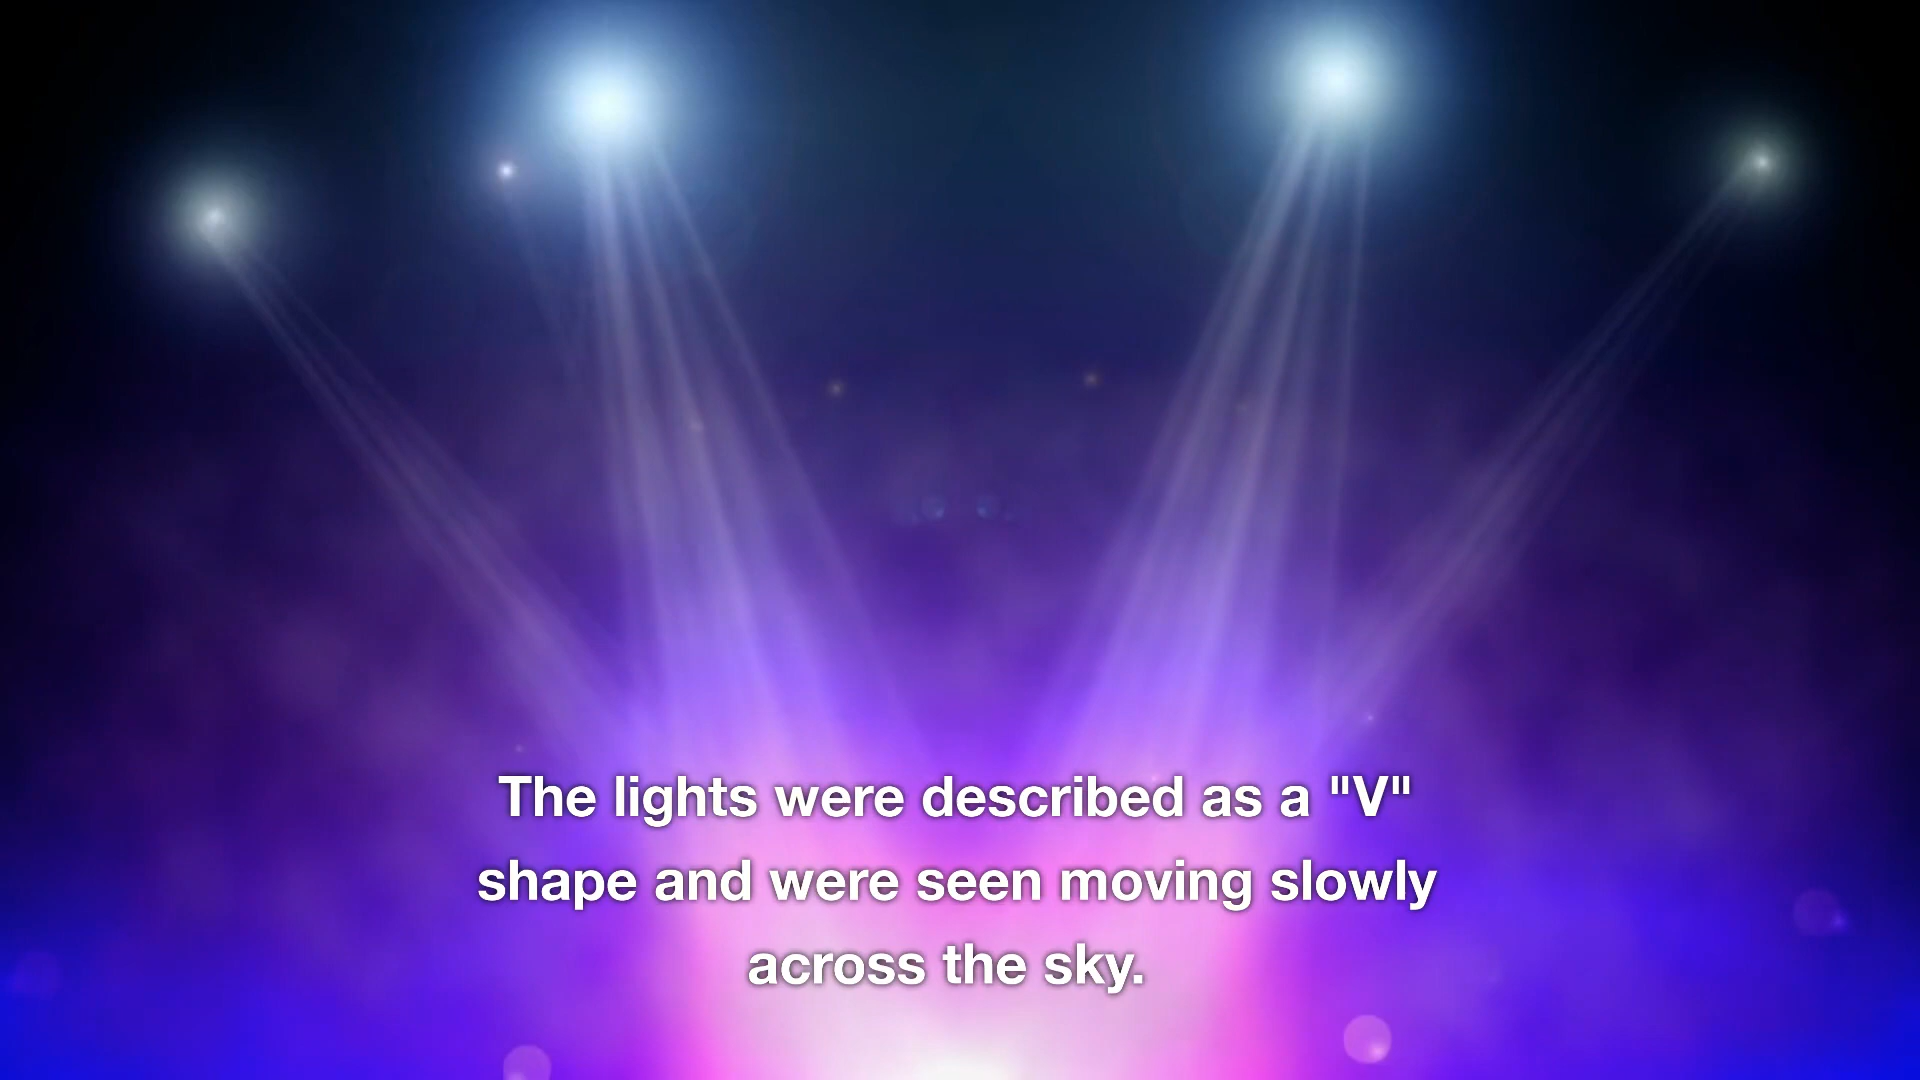 The lights were described as a "V"
shape and were seen moving slowly
across the sky.